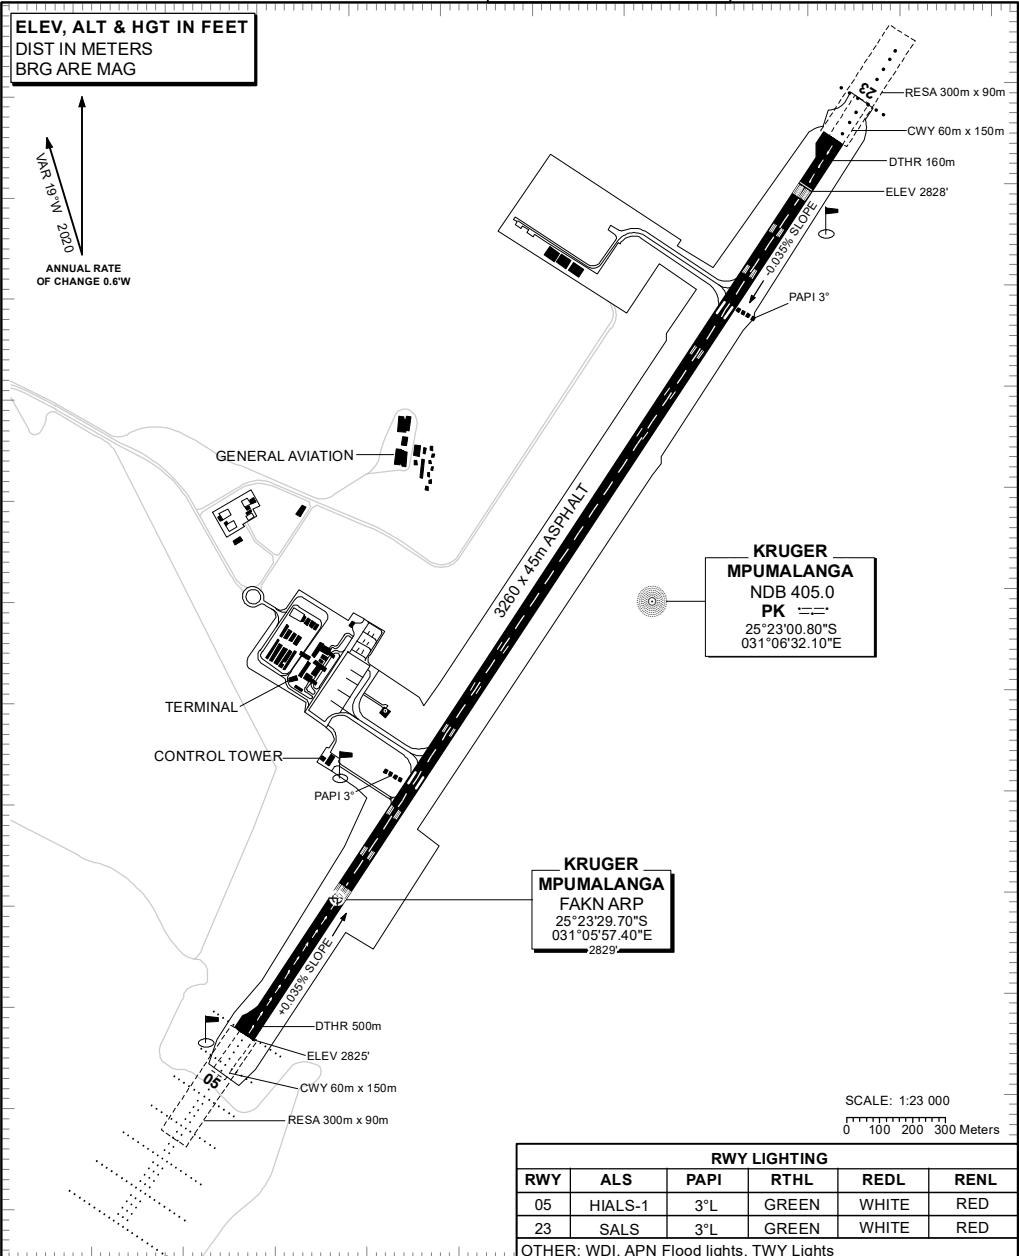 ELEV, ALT & HGT IN FEET
DIST IN METERS
BRG ARE MAG
VAR 19°W 2020
ANNUAL RATE
OF CHANGE 0.6'W
23
RESA 300m x 90m
CWY 60m x 150m
DTHR 160m
ELEV 2828'
-0.035% SLOPE
PAPI 3°
GENERAL AVIATION
3260 x 45m ASPHALT
KRUGER
MPUMALANGA
NDB 405.0
PK
25°23'00.80"S
031°06'32.10"E
TERMINAL
CONTROL TOWER
PAPI 3°
KRUGER
MPUMALANGA
FAKN ARP
25°23'29.70"S
031°05'57.40"E
2829'
+0.035% SLOPE
DTHR 500m
ELEV 2825'
05
CWY 60m x 150m
RESA 300m x 90m
SCALE: 1:23 000
0 100 200 300 Meters
RWY LIGHTING
RWY ALS PAPI RTHL REDL RENL
05 HIALS-1 3°L GREEN WHITE RED
23 SALS 3°L GREEN WHITE RED
OTHER: WDI, APN Flood lights, TWY Lights